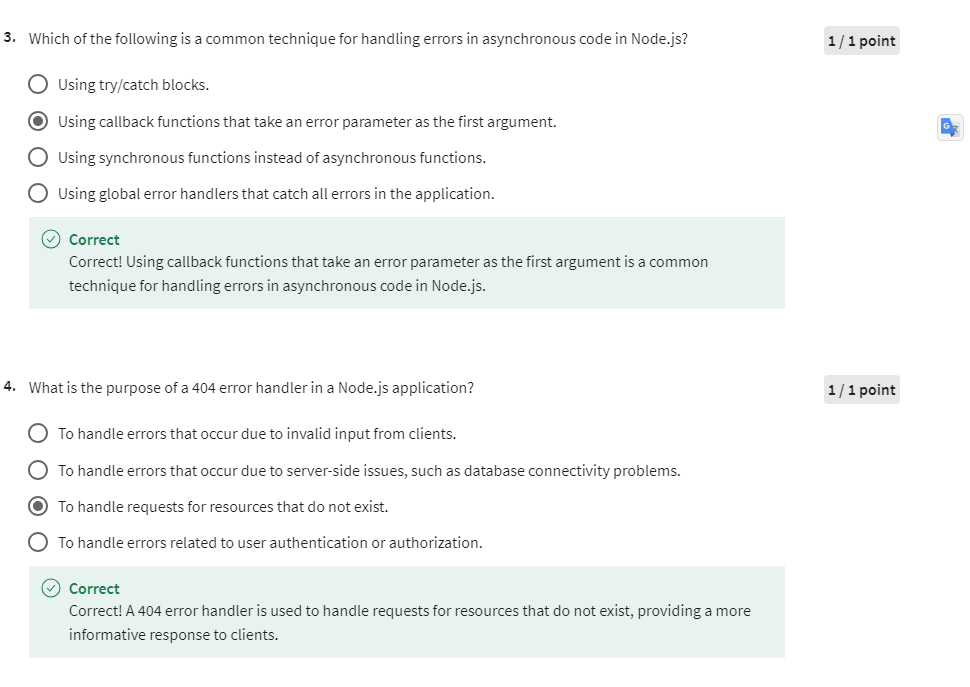 3. Which of the following is a common technique for handling errors in asynchronous code in Node.js?
1 / 1 point
Using try/catch blocks.
Using callback functions that take an error parameter as the first argument.
Using synchronous functions instead of asynchronous functions.
Using global error handlers that catch all errors in the application.
Correct
Correct! Using callback functions that take an error parameter as the first argument is a common
technique for handling errors in asynchronous code in Node.js.
4. What is the purpose of a 404 error handler in a Node.js application?
1 / 1 point
To handle errors that occur due to invalid input from clients.
To handle errors that occur due to server-side issues, such as database connectivity problems.
To handle requests for resources that do not exist.
To handle errors related to user authentication or authorization.
Correct
Correct! A 404 error handler is used to handle requests for resources that do not exist, providing a more
informative response to clients.